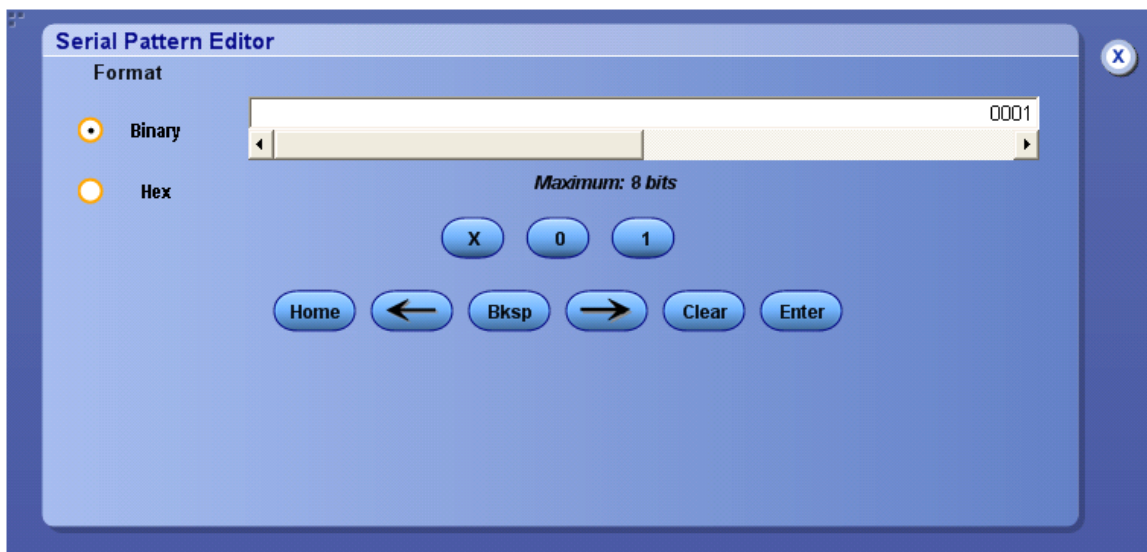 Serial Pattern Editor
X
Format
Binary
0001
Hex
Maximum: 8 bits
X 0 1
Home Bksp Clear Enter